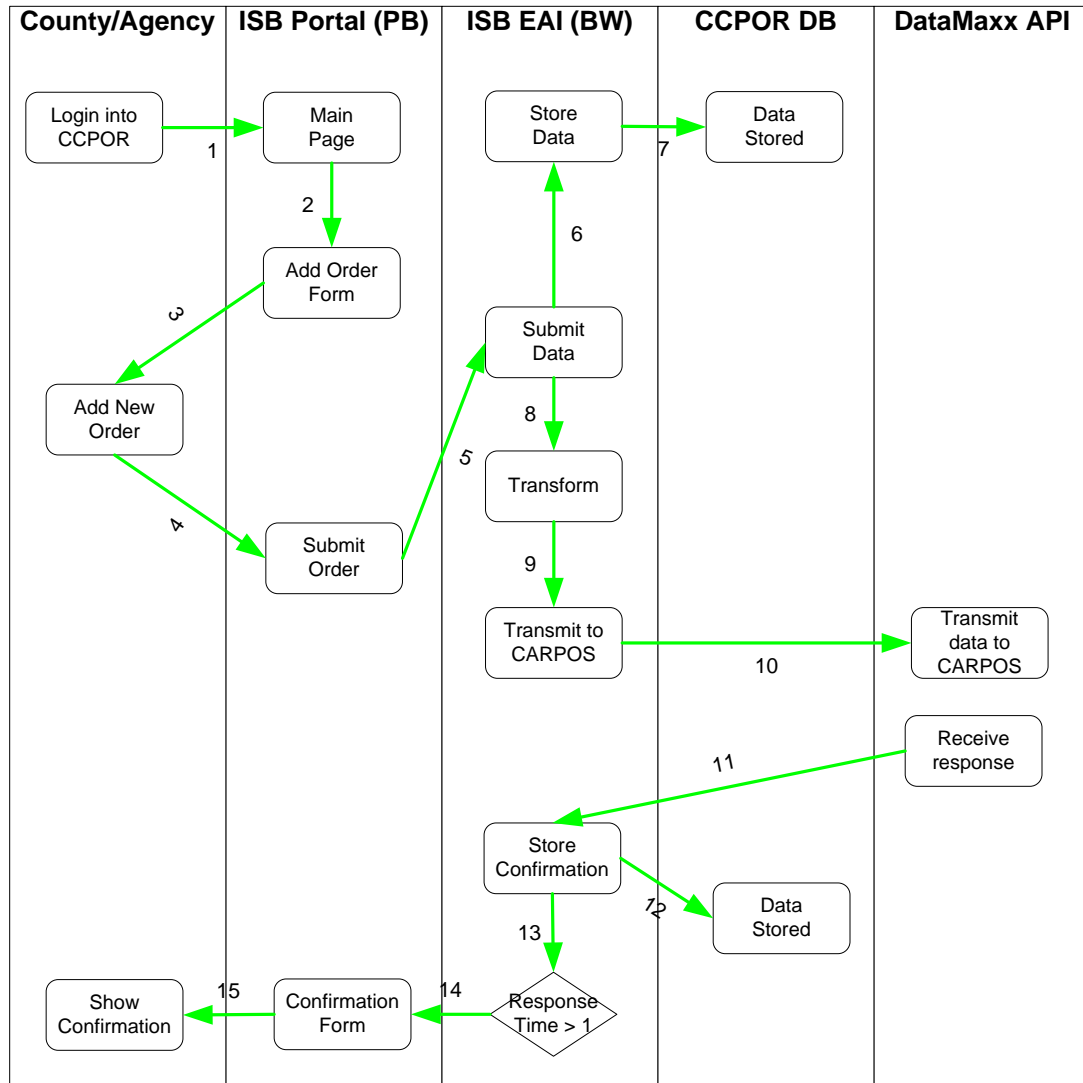 County/Agency
ISB Portal (PB)
ISB EAI (BW)
CCPOR DB
DataMaxx API
Login into
CCPOR
1
Main
Page
Store
Data
7
Data
Stored
2
6
Add Order
Form
3
Submit
Data
Add New
Order
8
5
Transform
4
Submit
Order
9
Transmit to
CARPOS
10
Transmit
data to
CARPOS
Receive
response
11
Store
Confirmation
12
Data
Stored
13
Response
Time > 1
14
Confirmation
Form
15
Show
Confirmation